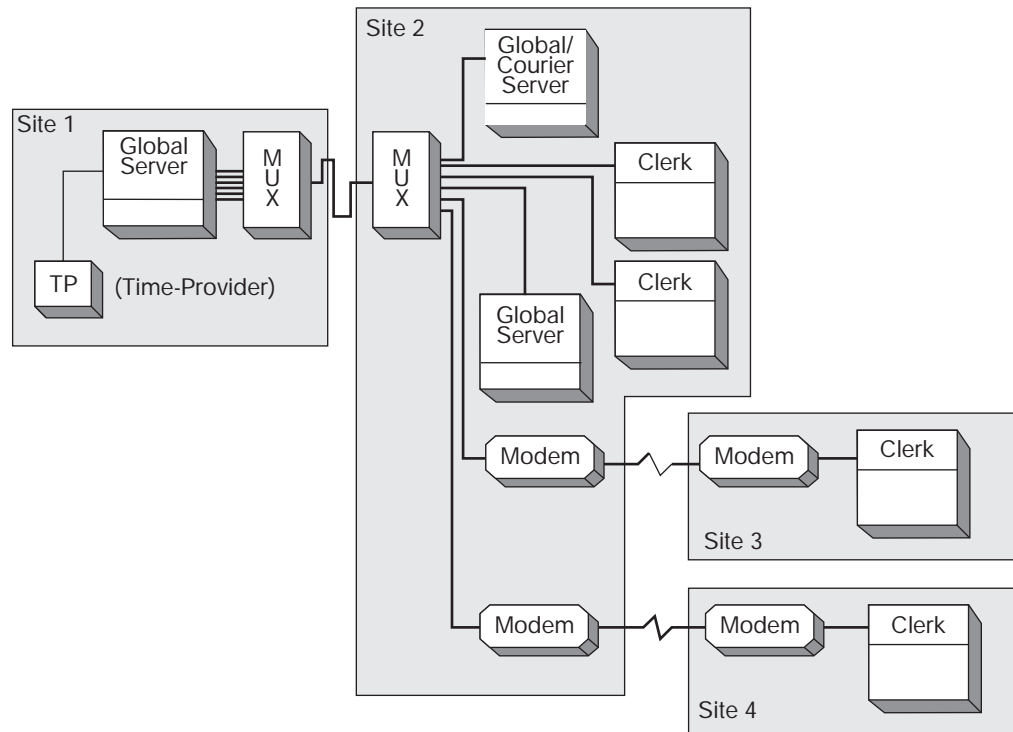 Site 2
Global/
Courier
Server
Site 1
Global
Server
M
U
X
M
U
X
Clerk
TP
(Time-Provider)
Clerk
Global
Server
Modem
Modem
Clerk
Site 3
Modem
Modem
Clerk
Site 4